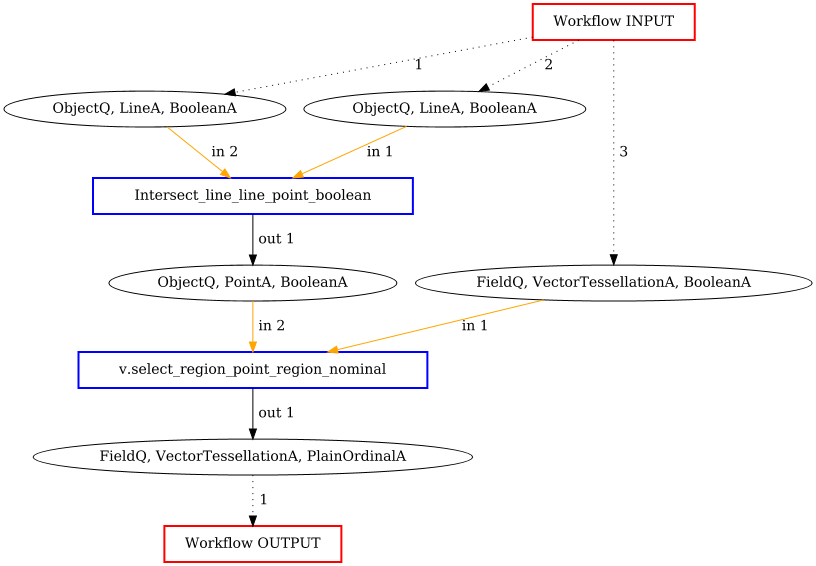 Workflow INPUT
1
2
ObjectQ, LineA, BooleanA
ObjectQ, LineA, BooleanA
in 2
in 1
3
Intersect_line_line_point_boolean
out 1
ObjectQ, PointA, BooleanA
FieldQ, VectorTessellationA, BooleanA
in 2
in 1
v.select_region_point_region_nominal
out 1
FieldQ, VectorTessellationA, PlainOrdinalA
1
Workflow OUTPUT